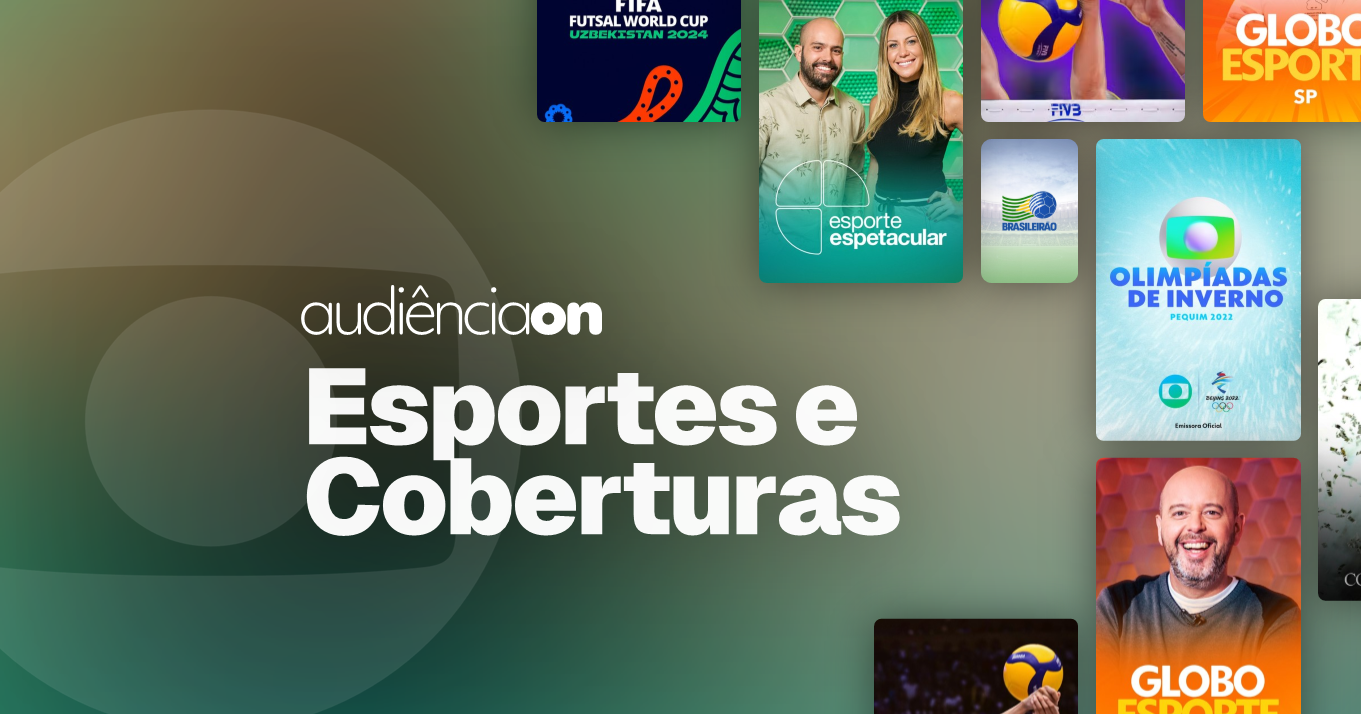 FIFA
FUTSAL WORLD CUP
UZBEKISTAN 2024
esporte
espetacular
FIVB
GLOBO
ESPORTE
SP
BRASILEIRÃO
OLIMPÍADAS
DE INVERNO
PEQUIM 2022
BEIJING 2022
Emissora Oficial
audiênciaon
Esportes e
Coberturas
GLOBO
ESPORTE